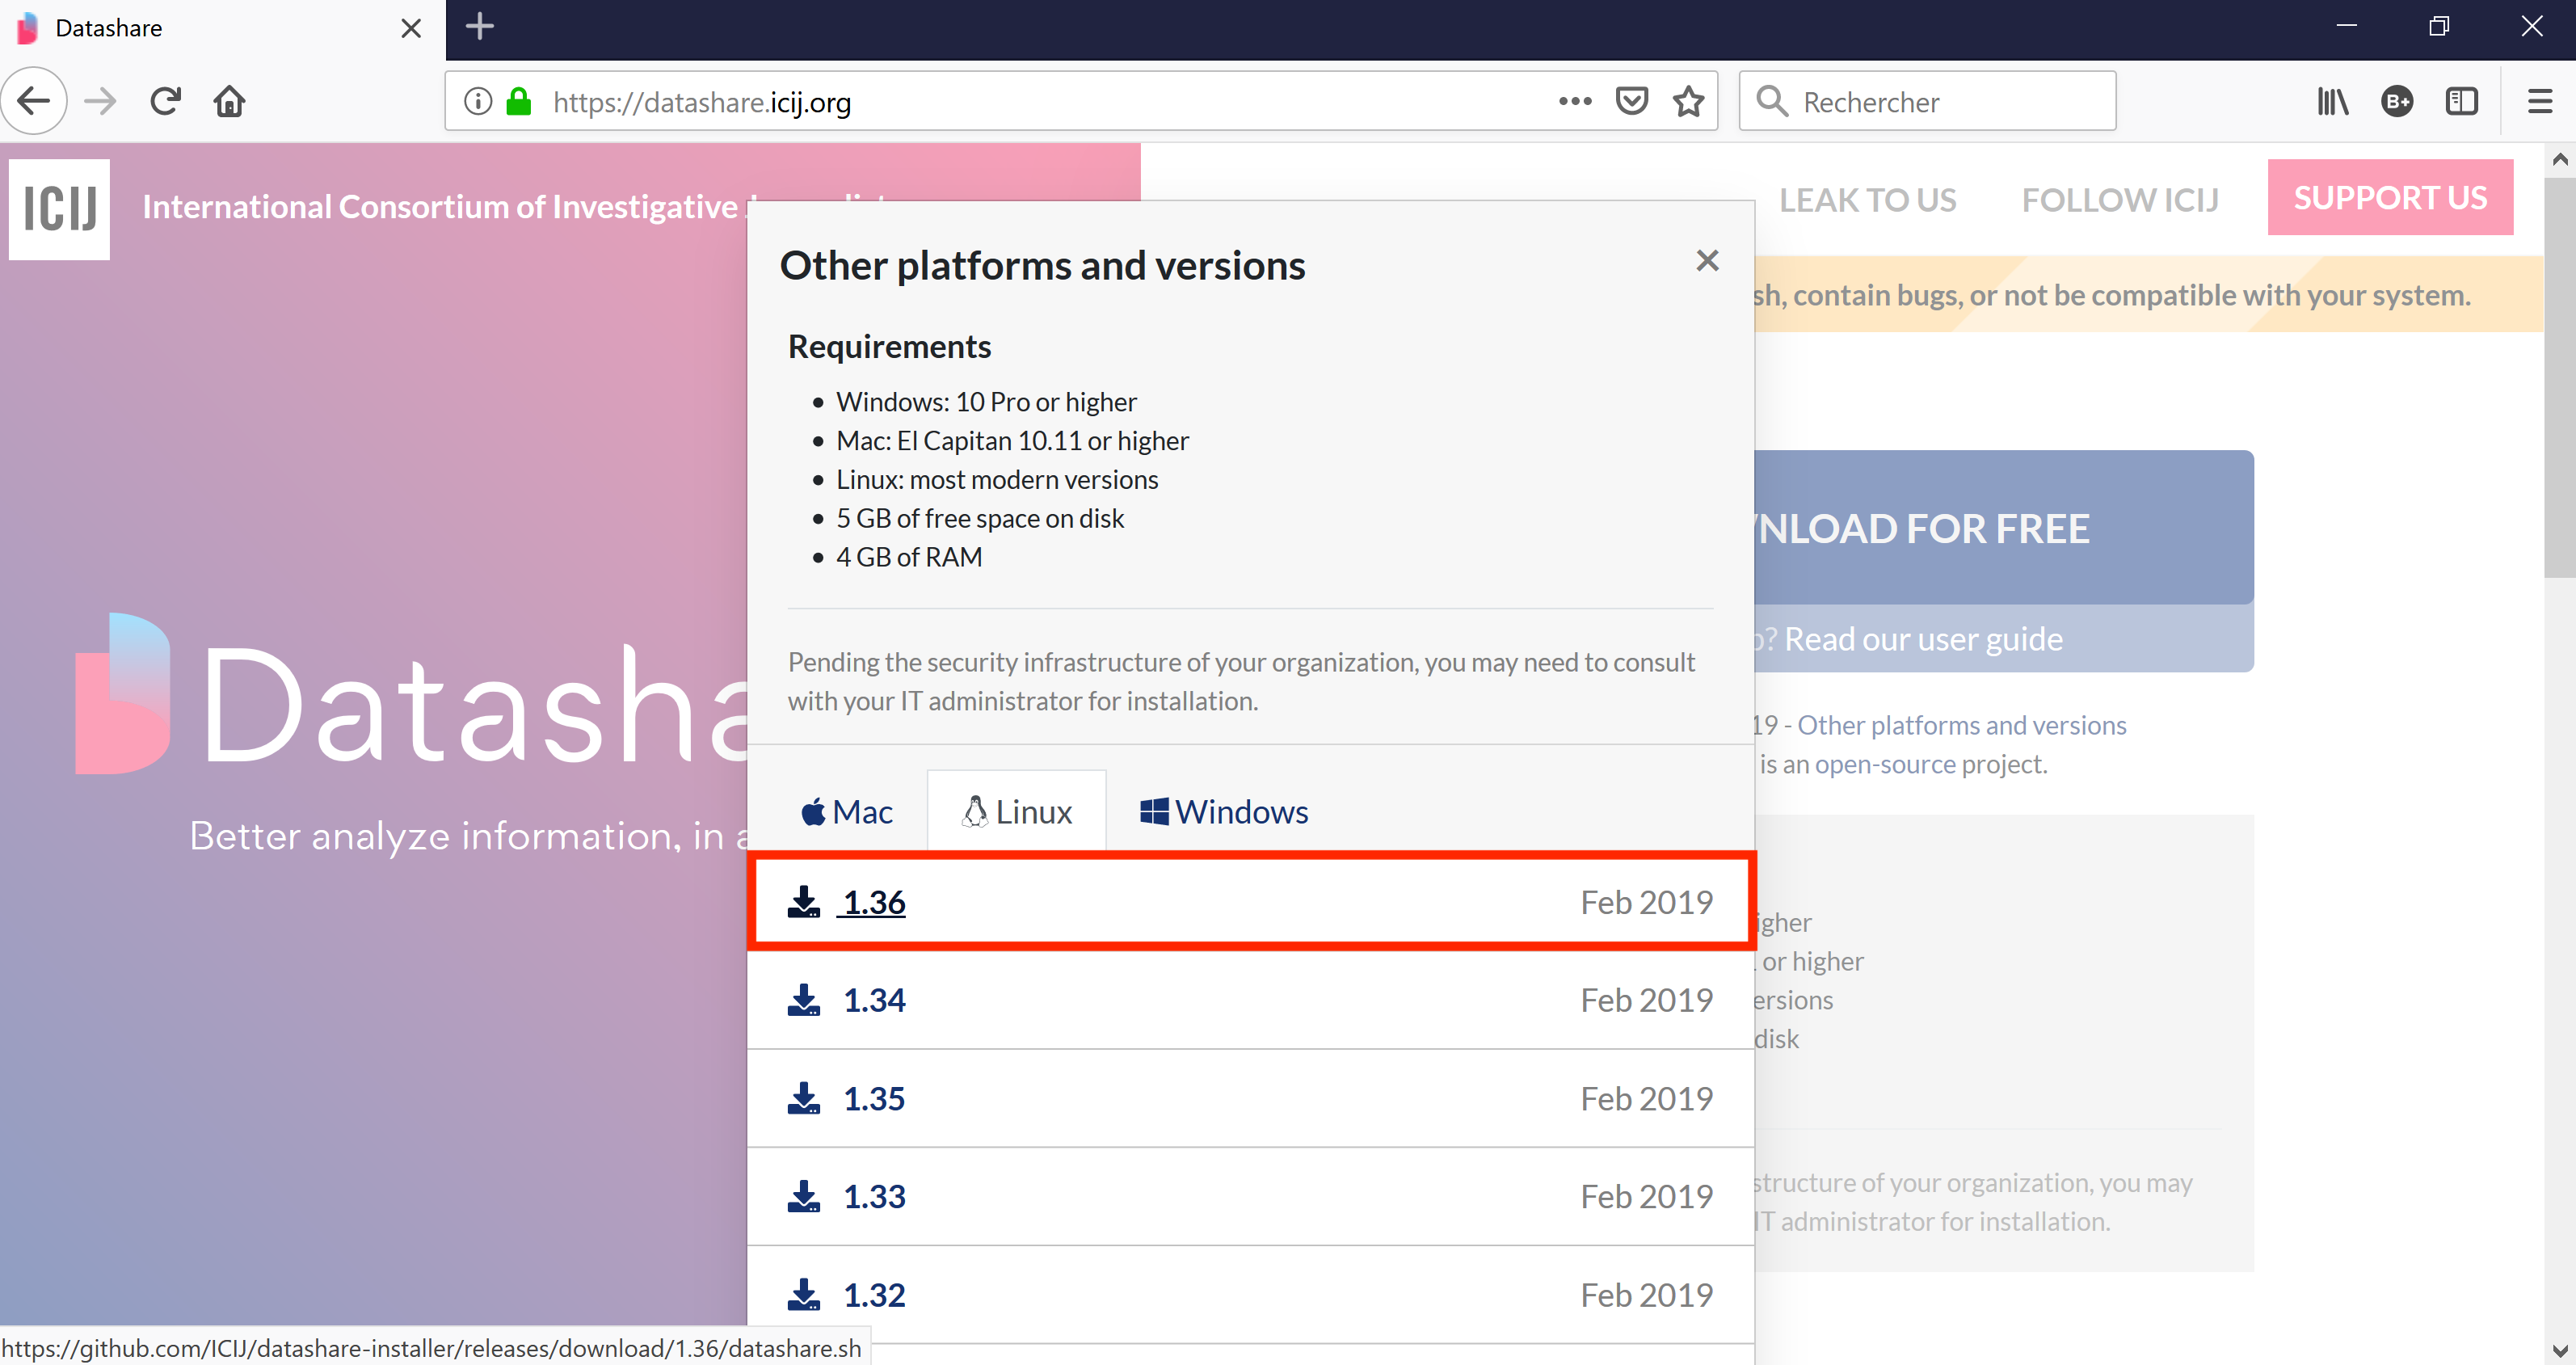 Datashare
https://datashare.icij.org
Rechercher
ICIJ
International Consortium of Investigative
LEAK TO US
FOLLOW ICIJ
SUPPORT US
Other platforms and versions
contain bugs, or not be compatible with your system.
Requirements
Windows: 10 Pro or higher
Mac: El Capitan 10.11 or higher
Linux: most modern versions
5 GB of free space on disk
4 GB of RAM
FOR FREE
Read our user guide
Pending the security infrastructure of your organization, you may need to consult
with your IT administrator for installation.
19 - Other platforms and versions
is an open-source project.
Datasha
Better analyze information, in a
Mac
Linux
Windows
1.36 Feb 2019
1.34 Feb 2019
1.35 Feb 2019
1.33 Feb 2019
1.32 Feb 2019
or higher
disk
of your organization, you may
IT administrator for installation.
https://github.com/ICIJ/datashare-installer/releases/download/1.36/datashare.sh